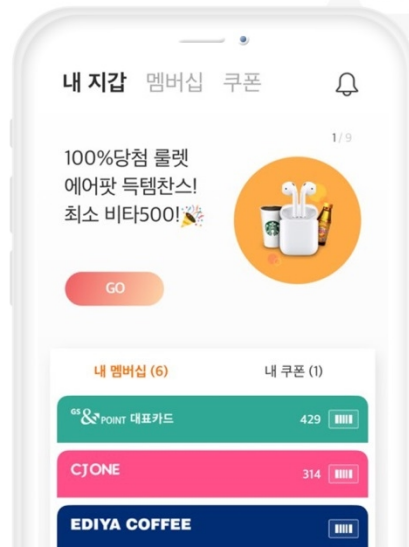 내 지갑 멤버십 쿠폰
1/9
100%당첨 룰렛
에어팟 득템찬스!
최소 비타500!
GO
내 멤버십 (6) 내 쿠폰 (1)
GS & POINT 대표카드 429
CJ ONE 314
EDIYA COFFEE